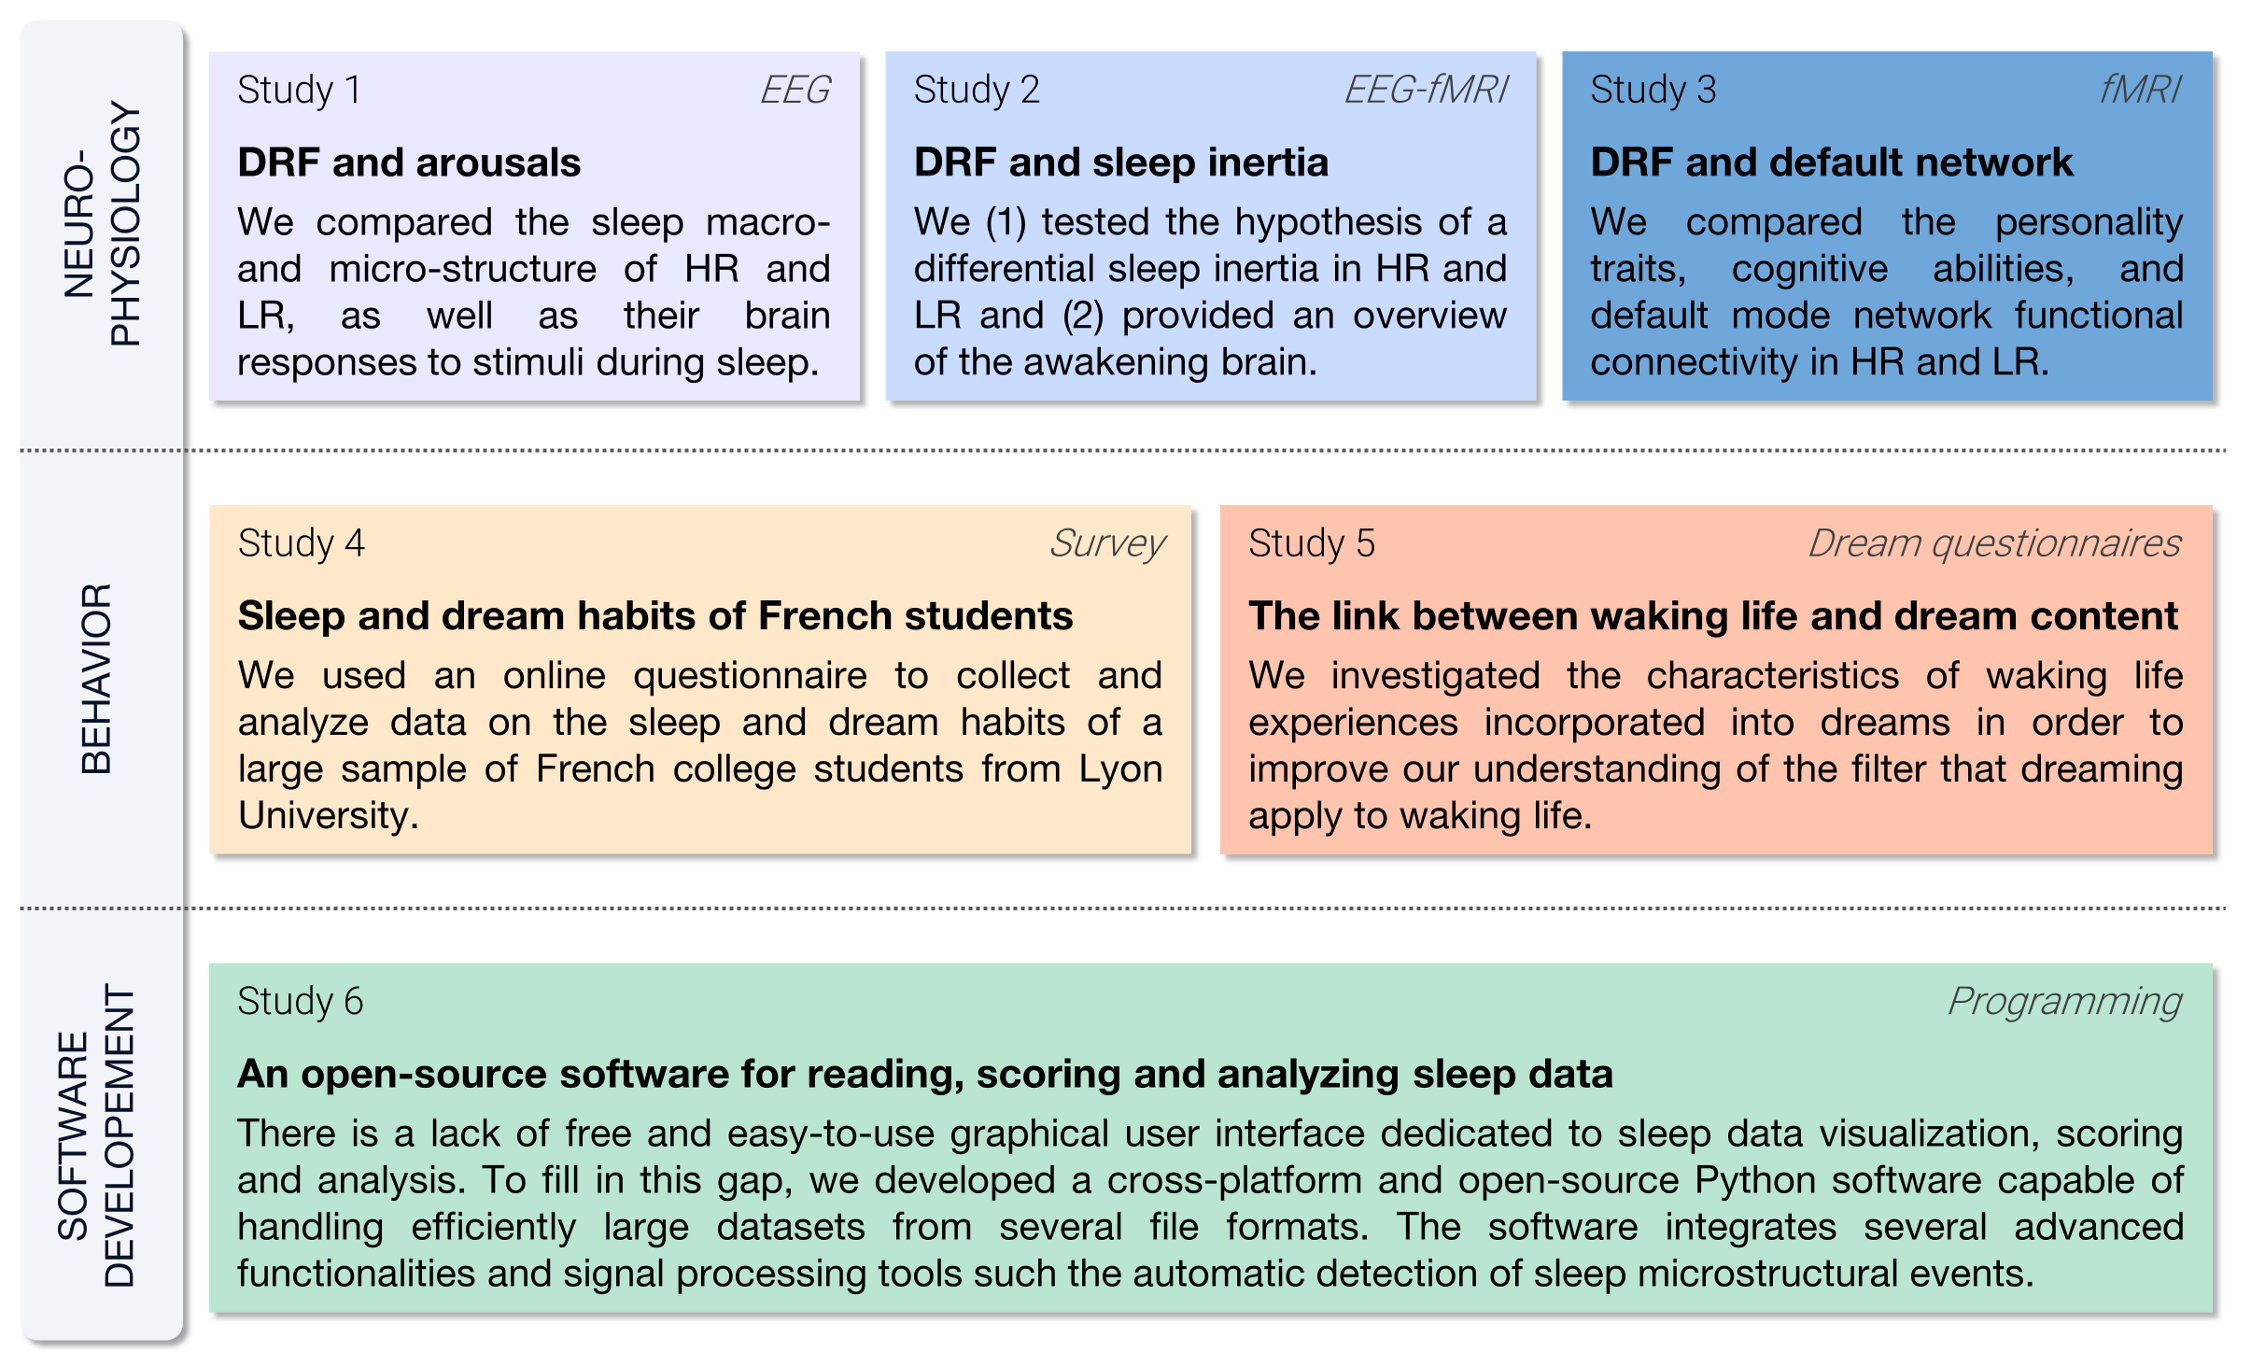 NEURO-
PHYSIOLOGY
Study 1
EEG
DRF and arousals
We compared the sleep macro-
and micro-structure of HR and
LR, as well as their brain
responses to stimuli during sleep.
Study 2
EEG-fMRI
DRF and sleep inertia
We (1) tested the hypothesis of a
differential sleep inertia in HR and
LR and (2) provided an overview
of the awakening brain.
Study 3
fMRI
DRF and default network
We compared the personality
traits, cognitive abilities, and
default mode network functional
connectivity in HR and LR.
BEHAVIOR
Study 4
Survey
Sleep and dream habits of French students
We used an online questionnaire to collect and
analyze data on the sleep and dream habits of a
large sample of French college students from Lyon
University.
Study 5
Dream questionnaires
The link between waking life and dream content
We investigated the characteristics of waking life
experiences incorporated into dreams in order to
improve our understanding of the filter that dreaming
apply to waking life.
SOFTWARE
DEVELOPEMENT
Study 6
Programming
An open-source software for reading, scoring and analyzing sleep data
There is a lack of free and easy-to-use graphical user interface dedicated to sleep data visualization, scoring
and analysis. To fill in this gap, we developed a cross-platform and open-source Python software capable of
handling efficiently large datasets from several file formats. The software integrates several advanced
functionalities and signal processing tools such the automatic detection of sleep microstructural events.